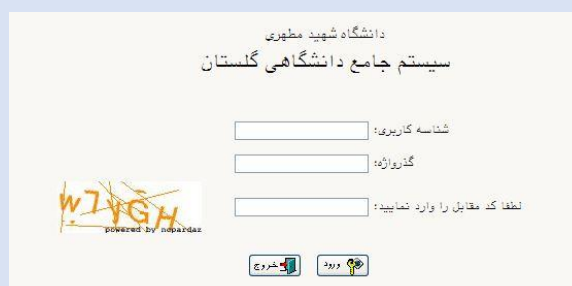 دانشگاه شهید مطهری
سیستم جامع دانشگاهی گلستان
شناسه کاربری:
گذرواژه:
لطفا کد مقابل را وارد نمایید:
powered by nopardaz
ورود
خروج